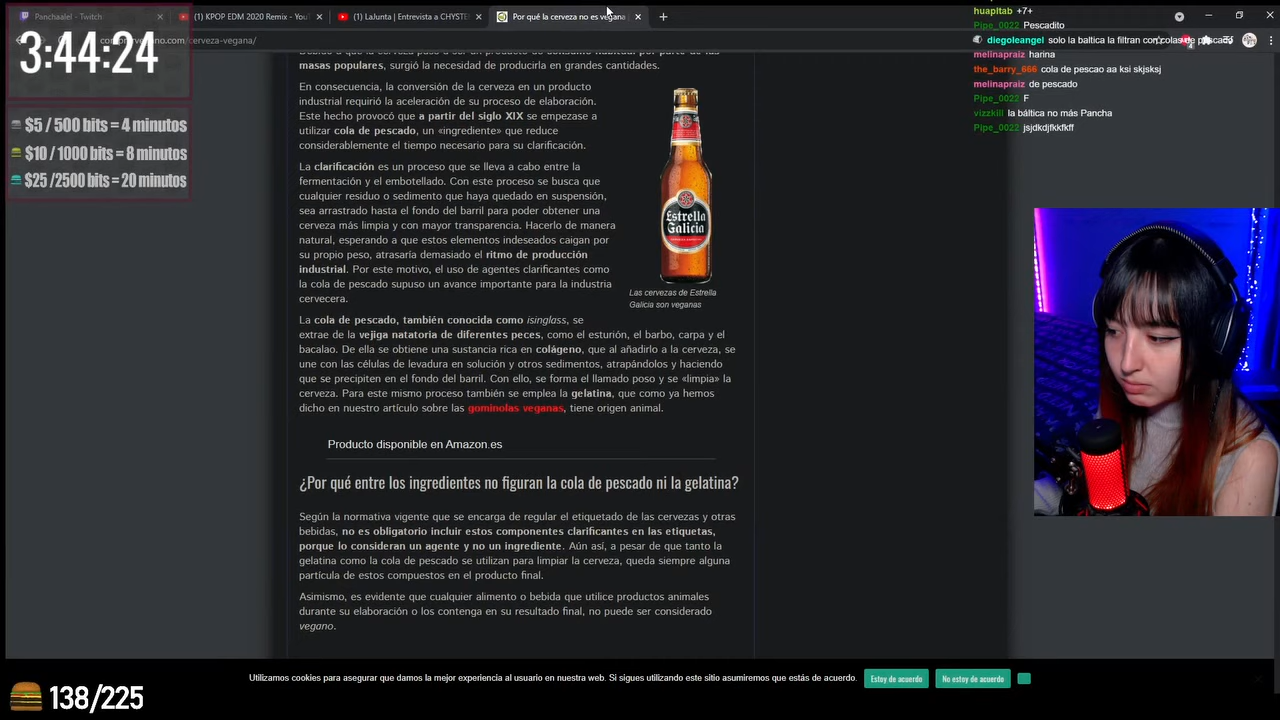 Panchaalel - Twitch
(1) KPOP EDM 2020 Remix - You
(1) LaJunta | Entrevista a CHYSTE
Por qué la cerveza no es vegana
3:44:24
.com/cerveza-vegana/
$5 / 500 bits = 4 minutos
$10 / 1000 bits = 8 minutos
$25 /2500 bits = 20 minutos
huapitab +7+
Pipe_0022 Pescadito
diegoleangel solo la baltica la filtran con colas de pescado
melinapraiz harina
the_barry_666 cola de pescao aa ksi skjsksj
melinapraiz de pescado
Pipe_0022 F
vizzkill la báltica no más Pancha
Pipe_0022 jsjdkdjfkkfkff
masas populares, surgió la necesidad de producirla en grandes cantidades.
En consecuencia, la conversión de la cerveza en un producto
industrial requirió la aceleración de su proceso de elaboración.
Este hecho provocó que a partir del siglo XIX se empezase a
utilizar cola de pescado, un «ingrediente» que reduce
considerablemente el tiempo necesario para su clarificación.
La clarificación es un proceso que se lleva a cabo entre la
fermentación y el embotellado. Con este proceso se busca que
cualquier residuo o sedimento que haya quedado en suspensión,
sea arrastrado hasta el fondo del barril para poder obtener una
cerveza más limpia y con mayor transparencia. Hacerlo de manera
natural, esperando a que estos elementos indeseados caigan por
su propio peso, atrasaría demasiado el ritmo de producción
industrial. Por este motivo, el uso de agentes clarificantes como
la cola de pescado supuso un avance importante para la industria
cervecera.
Estrella
Galicia
Las cervezas de Estrella
Galicia son veganas
La cola de pescado, también conocida como isinglass, se
extrae de la vejiga natatoria de diferentes peces, como el esturión, el barbo, carpa y el
bacalao. De ella se obtiene una sustancia rica en colágeno, que al añadirlo a la cerveza, se
une con las células de levadura en solución y otros sedimentos, atrapándolos y haciendo
que se precipiten en el fondo del barril. Con ello, se forma el llamado poso y se «limpia» la
cerveza. Para este mismo proceso también se emplea la gelatina, que como ya hemos
dicho en nuestro artículo sobre las gominolas veganas, tiene origen animal.
Producto disponible en Amazon.es
¿Por qué entre los ingredientes no figuran la cola de pescado ni la gelatina?
Según la normativa vigente que se encarga de regular el etiquetado de las cervezas y otras
bebidas, no es obligatorio incluir estos componentes clarificantes en las etiquetas,
porque lo consideran un agente y no un ingrediente. Aún así, a pesar de que tanto la
gelatina como la cola de pescado se utilizan para limpiar la cerveza, queda siempre alguna
partícula de estos compuestos en el producto final.
Asimismo, es evidente que cualquier alimento o bebida que utilice productos animales
durante su elaboración o los contenga en su resultado final, no puede ser considerado
vegano.
Utilizamos cookies para asegurar que damos la mejor experiencia al usuario en nuestra web. Si sigues utilizando este sitio asumiremos que estás de acuerdo.
Estoy de acuerdo
No estoy de acuerdo
138/225